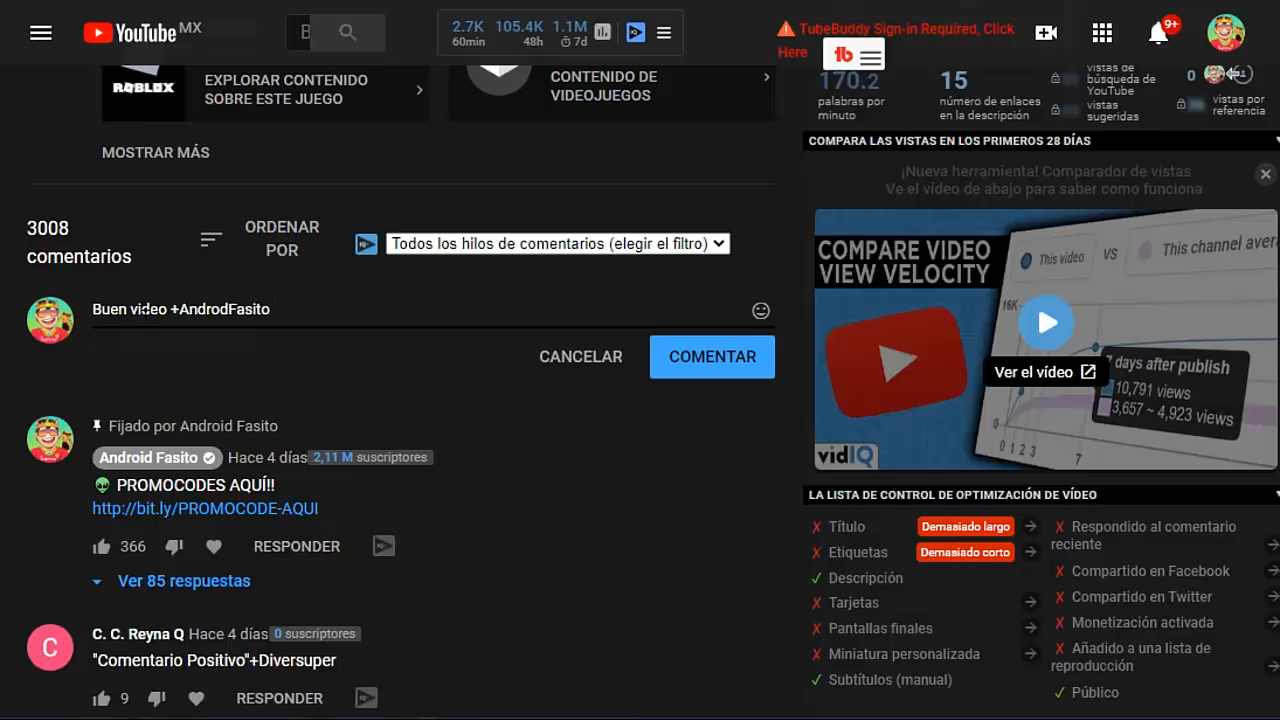 YouTube MX
B
2.7K 105.4K 1.1M
60min 48h 7d
TubeBuddy Sign-in Required, Click
Here
9+
tb
ROBLOX
EXPLORAR CONTENIDO
SOBRE ESTE JUEGO
CONTENIDO DE
VIDEOJUEGOS
MOSTRAR MÁS
170.2
palabras por
minuto
15
número de enlaces
en la descripción
vistas de
búsqueda de
YouTube
vistas
sugeridas
0
vistas por
referencia
COMPARA LAS VISTAS EN LOS PRIMEROS 28 DÍAS
¡Nueva herramienta! Comparador de vistas
Ve el vídeo de abajo para saber como funciona.
3008
comentarios
ORDENAR
POR
Todos los hilos de comentarios (elegir el filtro)
Buen video +AndrodFasito
CANCELAR
COMENTAR
COMPARE VIDEO
VIEW VELOCITY
This video VS This channel aver
16K
Ver el vídeo
7 days after publish
10,791 views
3,657 ~ 4,923 views
0
0 1 2 3 7
vidIQ
Fijado por Android Fasito
Android Fasito Hace 4 días 2,11 M suscriptores
PROMOCODES AQUÍ!!
http://bit.ly/PROMOCODE-AQUI
366 RESPONDER
Ver 85 respuestas
C
C. C. Reyna Q Hace 4 días 0 suscriptores
"Comentario Positivo"+Diversuper
9 RESPONDER
LA LISTA DE CONTROL DE OPTIMIZACIÓN DE VÍDEO
Título Demasiado largo
Etiquetas Demasiado corto
Descripción
Tarjetas
Pantallas finales
Miniatura personalizada
Subtítulos (manual)
Respondido al comentario
reciente
Compartido en Facebook
Compartido en Twitter
Monetización activada
Añadido a una lista de
reproducción
Público